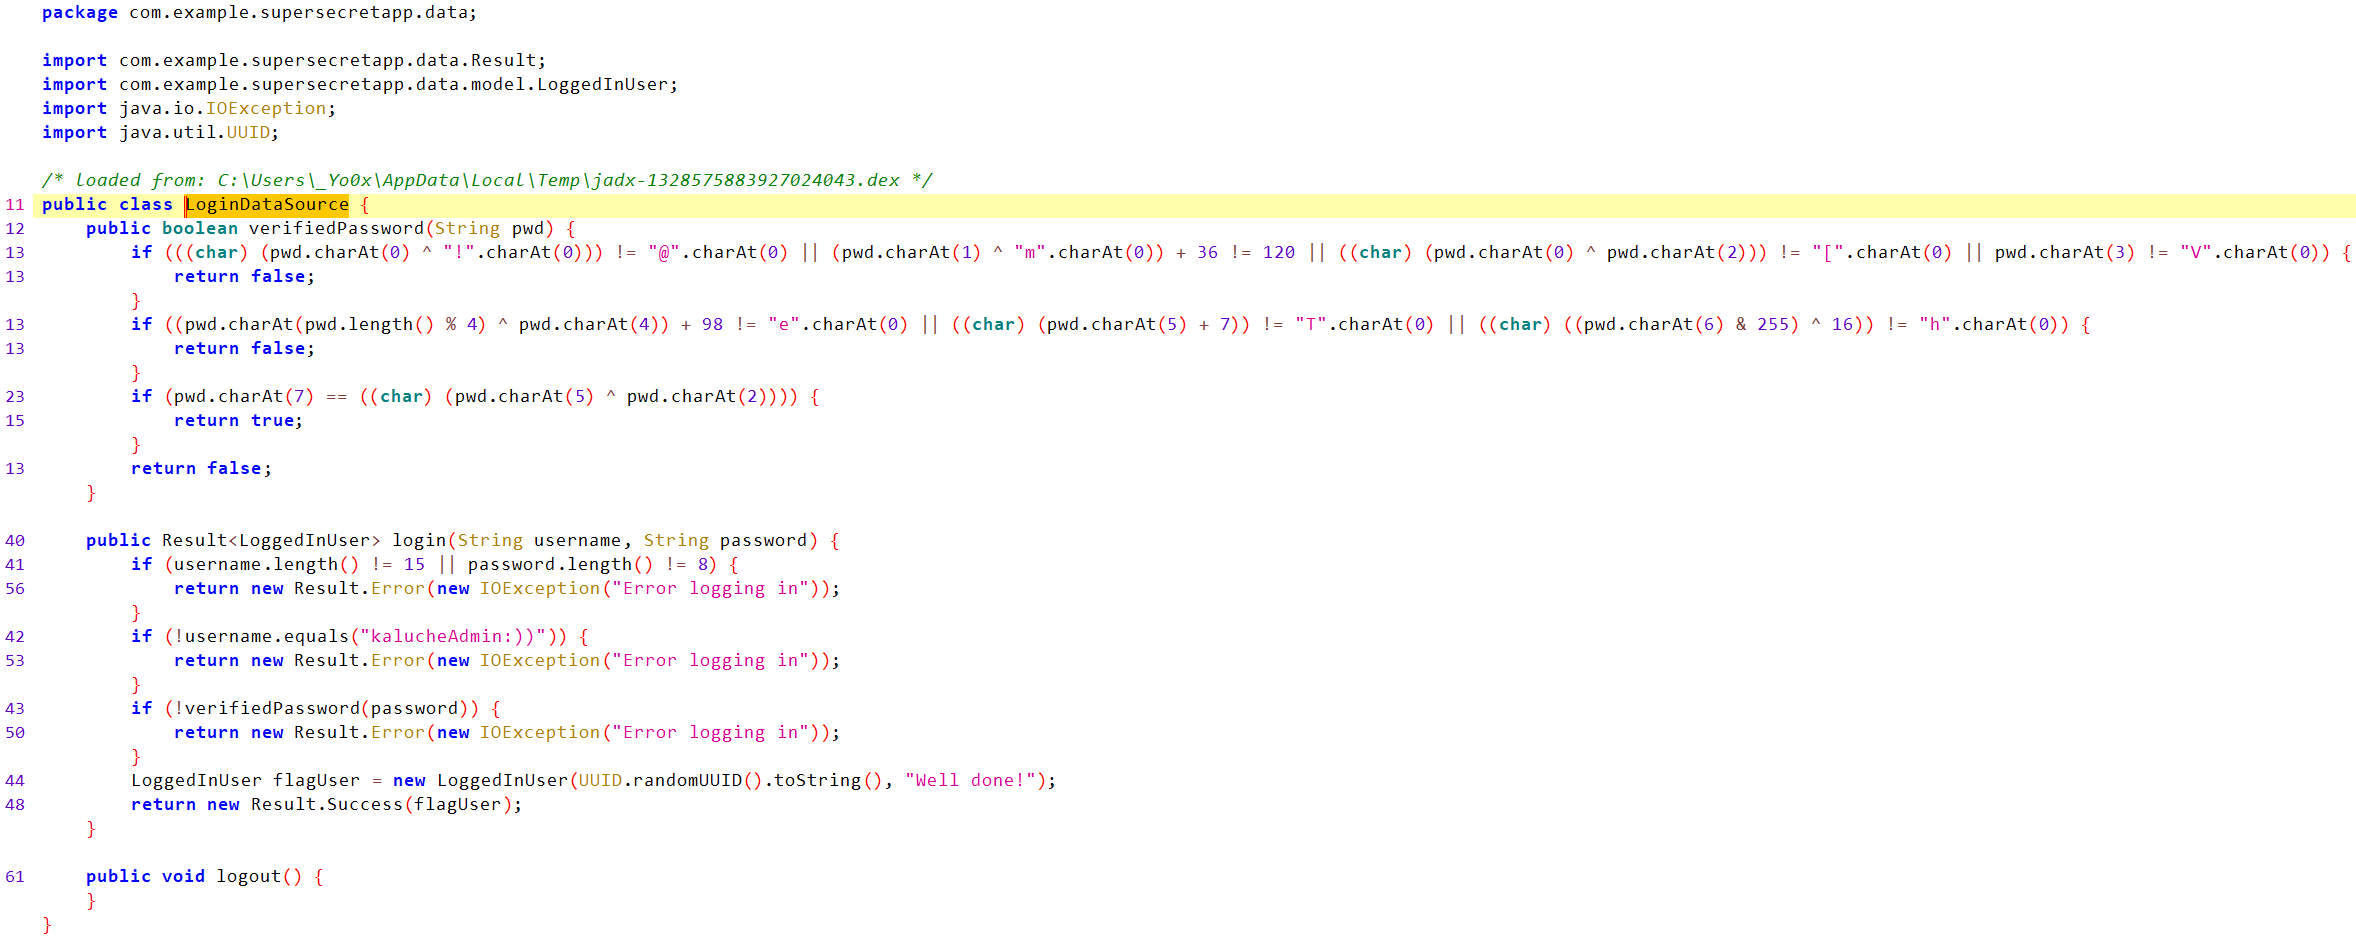 package com.example.supersecretapp.data;
import com.example.supersecretapp.data.Result;
import com.example.supersecretapp.data.model.LoggedInUser;
import java.io.IOException;
import java.util.UUID;
/* loaded from: C:\Users\_Yo0x\AppData\Local\Temp\jadx-1328575883927024043.dex */
11 public class LoginDataSource {
12 public boolean verifiedPassword(String pwd) {
13 if (((char) (pwd.charAt(0) ^ "!".charAt(0))) != "@".charAt(0) || (pwd.charAt(1) ^ "m".charAt(0)) + 36 != 120 || ((char) (pwd.charAt(0) ^ pwd.charAt(2))) != "[".charAt(0) || pwd.charAt(3) != "V".charAt(0)) {
13 return false;
}
13 if ((pwd.charAt(pwd.length() % 4) ^ pwd.charAt(4)) + 98 != "e".charAt(0) || ((char) (pwd.charAt(5) + 7)) != "T".charAt(0) || ((char) ((pwd.charAt(6) & 255) ^ 16)) != "h".charAt(0)) {
13 return false;
}
23 if (pwd.charAt(7) == ((char) (pwd.charAt(5) ^ pwd.charAt(2)))) {
15 return true;
}
13 return false;
}
40 public Result<LoggedInUser> login(String username, String password) {
41 if (username.length() != 15 || password.length() != 8) {
56 return new Result.Error(new IOException("Error logging in"));
}
42 if (!username.equals("kalucheAdmin:))")) {
53 return new Result.Error(new IOException("Error logging in"));
}
43 if (!verifiedPassword(password)) {
50 return new Result.Error(new IOException("Error logging in"));
}
44 LoggedInUser flagUser = new LoggedInUser(UUID.randomUUID().toString(), "Well done!");
48 return new Result.Success(flagUser);
}
61 public void logout() {
}
}